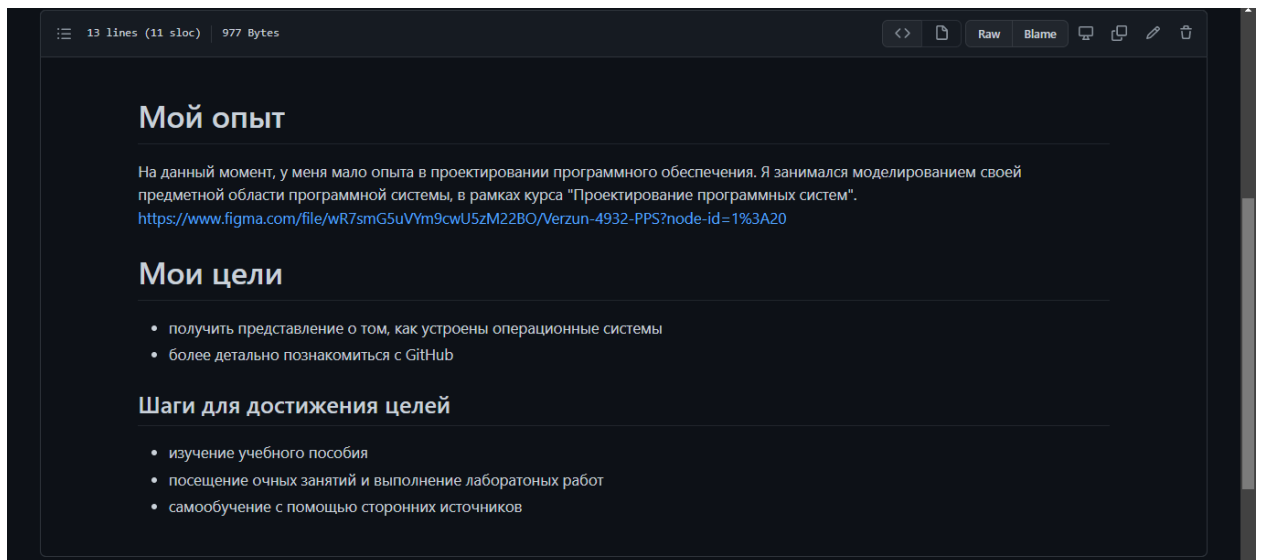 13 lines (11 sloc) 977 Bytes <> Raw Blame
Мой опыт
На данный момент, у меня мало опыта в проектировании программного обеспечения. Я занимался моделированием своей
предметной области программной системы, в рамках курса "Проектирование программных систем".
https://www.figma.com/file/wR7smG5uVYm9cwU5zM22BO/Verzun-4932-PPS?node-id=1%3A20
Мои цели
• получить представление о том, как устроены операционные системы
• более детально познакомиться с GitHub
Шаги для достижения целей
• изучение учебного пособия
• посещение очных занятий и выполнение лаборатоных работ
• самообучение с помощью сторонних источников